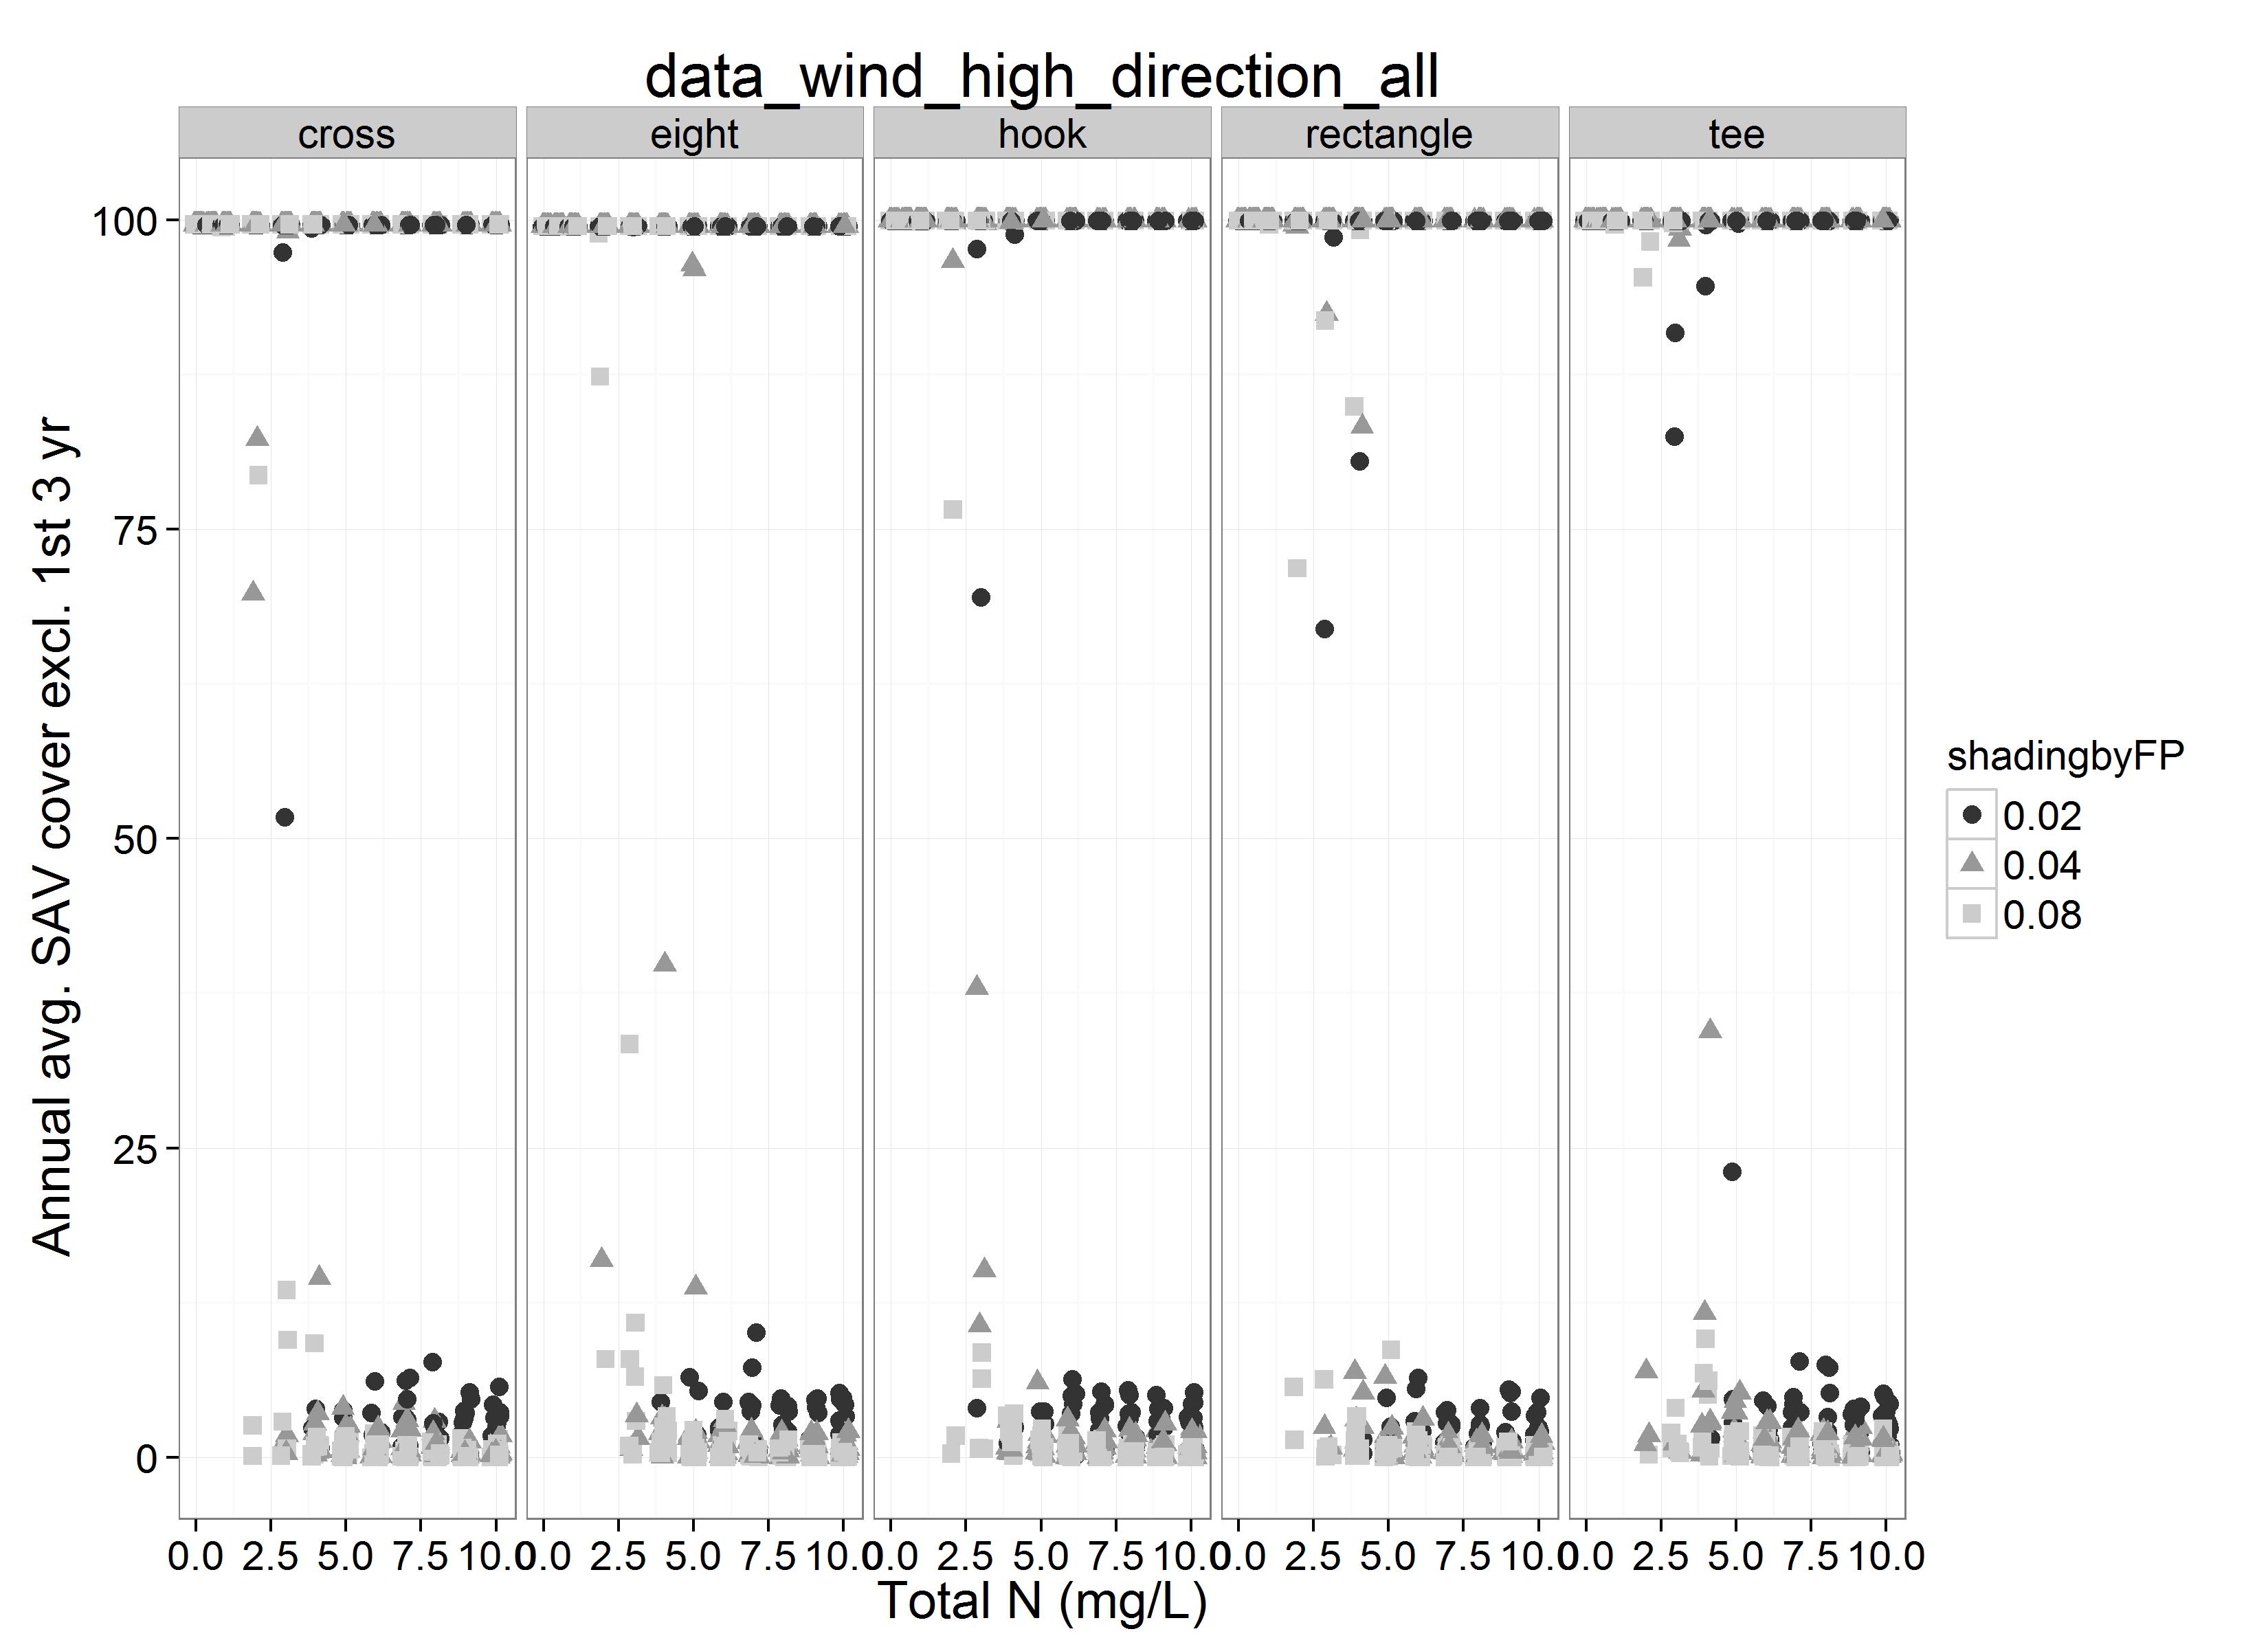 data_wind_high_direction_all
cross eight hook rectangle tee
Annual avg. SAV cover excl. 1st 3 yr
100
75
50
25
0
0.0 2.5 5.0 7.5 10.0 0.0 2.5 5.0 7.5 10.0 0.0 2.5 5.0 7.5 10.0 0.0 2.5 5.0 7.5 10.0 0.0 2.5 5.0 7.5 10.0
Total N (mg/L)
shadingbyFP
0.02
0.04
0.08